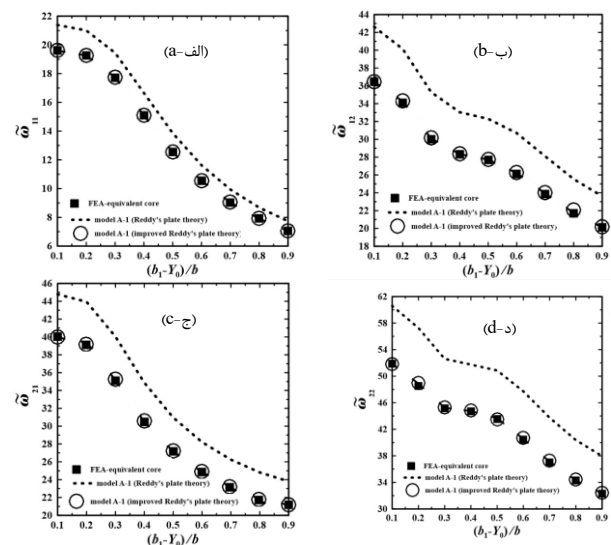 (a-الف)
22
20
18
16
14
12
10
8
6
ω̃ 11
FEA-equivalent core
model A-1 (Reddy's plate theory)
model A-1 (improved Reddy's plate theory)
0.1 0.2 0.3 0.4 0.5 0.6 0.7 0.8 0.9
(b₁-Y₀)/b
(b-ب)
42
40
38
36
34
32
30
28
26
24
22
20
18
ω̃ 12
FEA-equivalent core
model A-1 (Reddy's plate theory)
model A-1 (improved Reddy's plate theory)
0.1 0.2 0.3 0.4 0.5 0.6 0.7 0.8 0.9
(b₁-Y₀)/b
(c-ج)
46
44
41
39
36
34
31
29
26
24
21
20
ω̃ 21
FEA-equivalent core
model A-1 (Reddy's plate theory)
model A-1 (improved Reddy's plate theory)
0.1 0.2 0.3 0.4 0.5 0.6 0.7 0.8 0.9
(b₁-Y₀)/b
(d-د)
62
58
54
50
46
42
38
34
30
ω̃ 22
FEA-equivalent core
model A-1 (Reddy's plate theory)
model A-1 (improved Reddy's plate theory)
0.1 0.2 0.3 0.4 0.5 0.6 0.7 0.8 0.9
(b₁-Y₀)/b